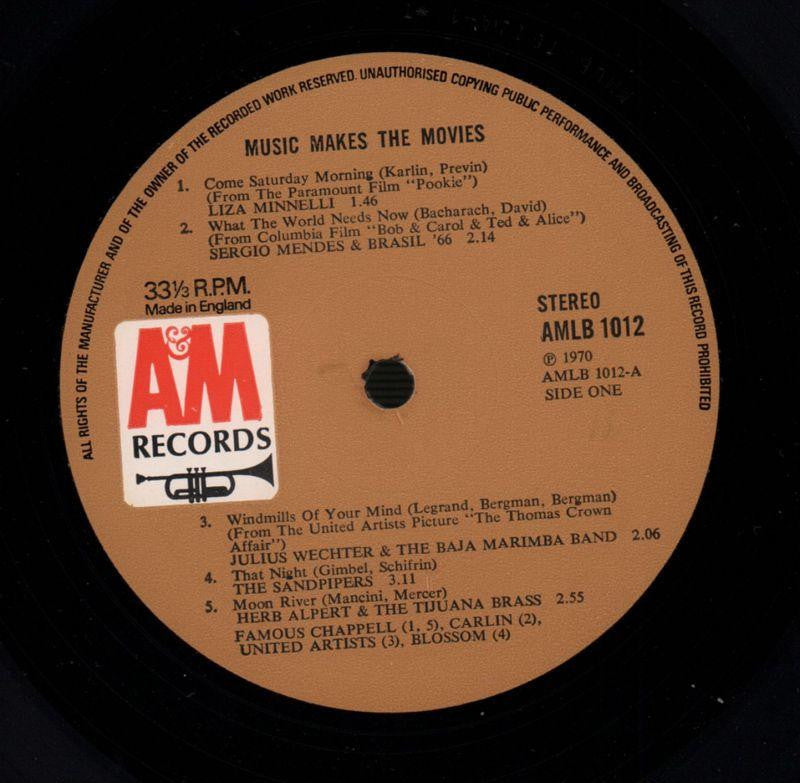 ALL RIGHTS OF THE MANUFACTURER AND OF THE OWNER OF THE RECORDED WORK RESERVED. UNAUTHORISED COPYING PUBLIC PERFORMANCE AND BROADCASTING OF THIS RECORD PROHIBITED
MUSIC MAKES THE MOVIES
1. Come Saturday Morning (Karlin, Previn)
(From The Paramount Film "Pookie")
LIZA MINNELLI 1.46
2. What The World Needs Now (Bacharach, David)
(From Columbia Film "Bob & Carol & Ted & Alice")
SERGIO MENDES & BRASIL '66 2.14
33⅓ R.P.M.
Made in England
A&M
RECORDS
STEREO
AMLB 1012
℗ 1970
AMLB 1012-A
SIDE ONE
3. Windmills Of Your Mind (Legrand, Bergman, Bergman)
(From The United Artists Picture "The Thomas Crown
Affair")
JULIUS WECHTER & THE BAJA MARIMBA BAND 2.06
4. That Night (Gimbel, Schifrin)
THE SANDPIPERS 3.11
5. Moon River (Mancini, Mercer)
HERB ALPERT & THE TIJUANA BRASS 2.55
FAMOUS CHAPPELL (1, 5), CARLIN (2),
UNITED ARTISTS (3), BLOSSOM (4)